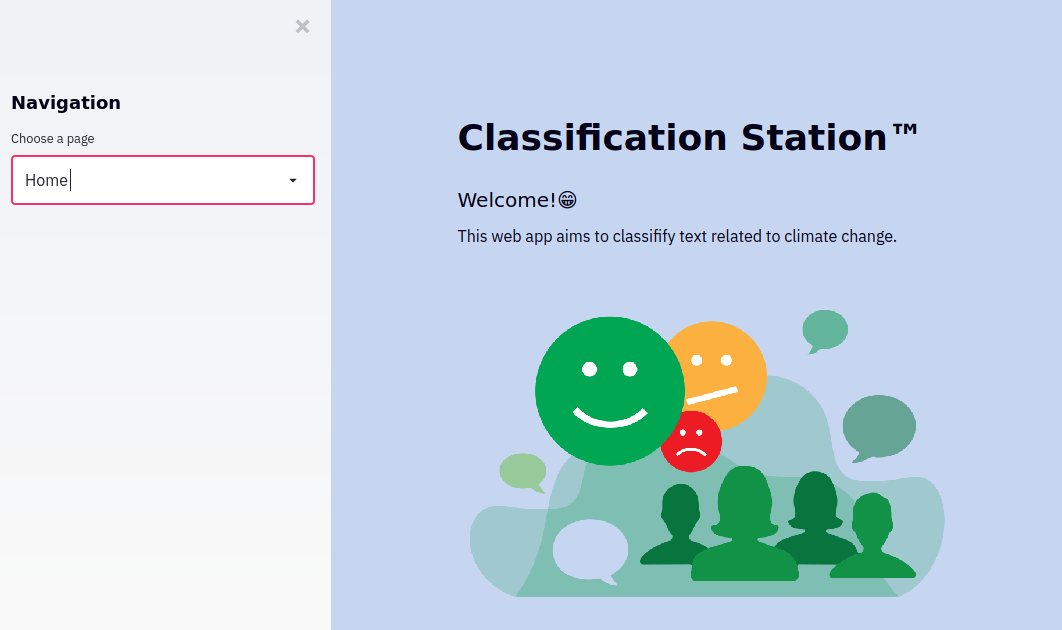 Navigation
Choose a page
Home
Classification Station™
Welcome!😁
This web app aims to classifify text related to climate change.